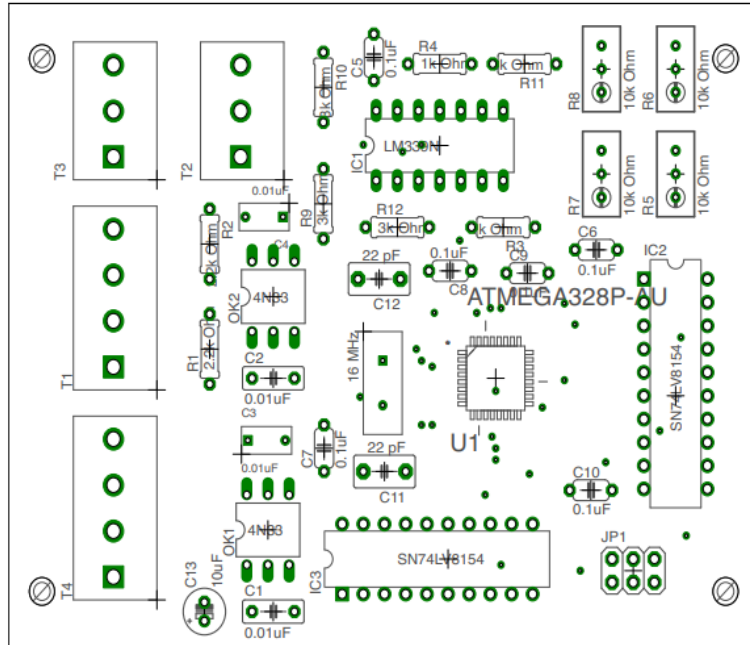 C5
0.1uF
R4
1k Ohm
R10
3k Ohm
k Ohm
R11
R8
10k Ohm
R6
10k Ohm
T3
T2
IC1
LM339N
0.01uF
R2
R9
3k Ohm
R12
3k Ohm
k Ohm
R3
R7
10k Ohm
R5
10k Ohm
C4
22 pF
C12
0.1uF
C8
C9
0.1uF
C6
0.1uF
IC2
ATMEGA328P-AU
OK2
4N33
T1
R1
2.2k Oh
C2
0.01uF
16 MHz
U1
SN74LV8154
C3
0.01uF
C7
0.1uF
22 pF
C11
C10
0.1uF
T4
OK1
4N33
IC3
SN74LV8154
JP1
C13
10uF
C1
0.01uF